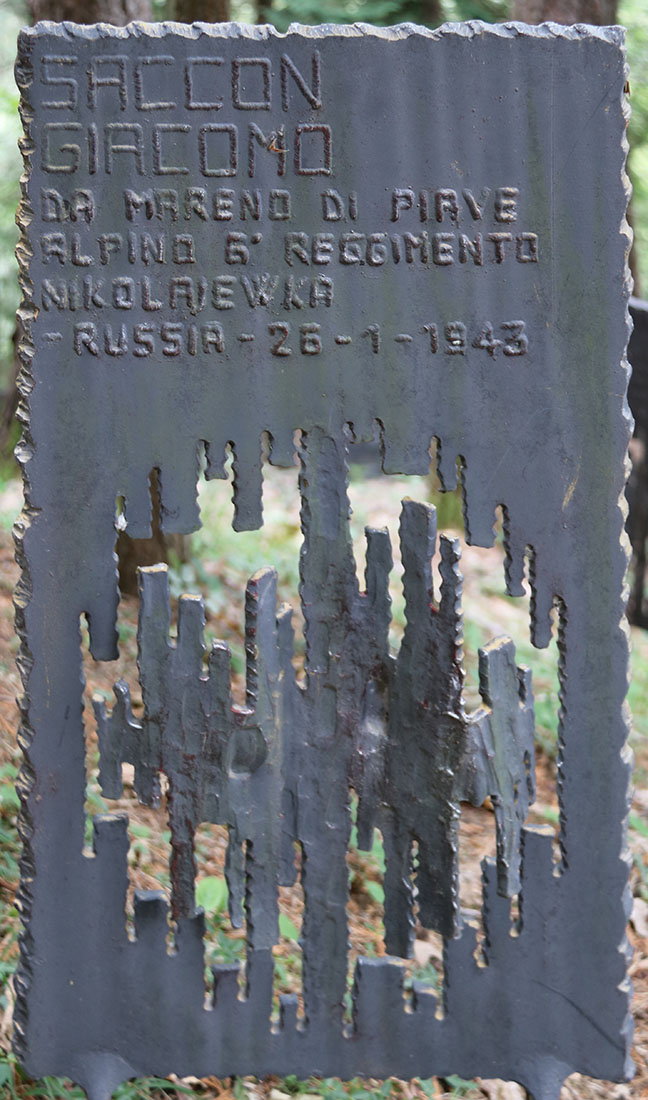 SACCON
GIACOMO
DA MARENO DI PIAVE
ALPINO 6° REGGIMENTO
NIKOLAJEWKA
-RUSSIA-26-1-1943